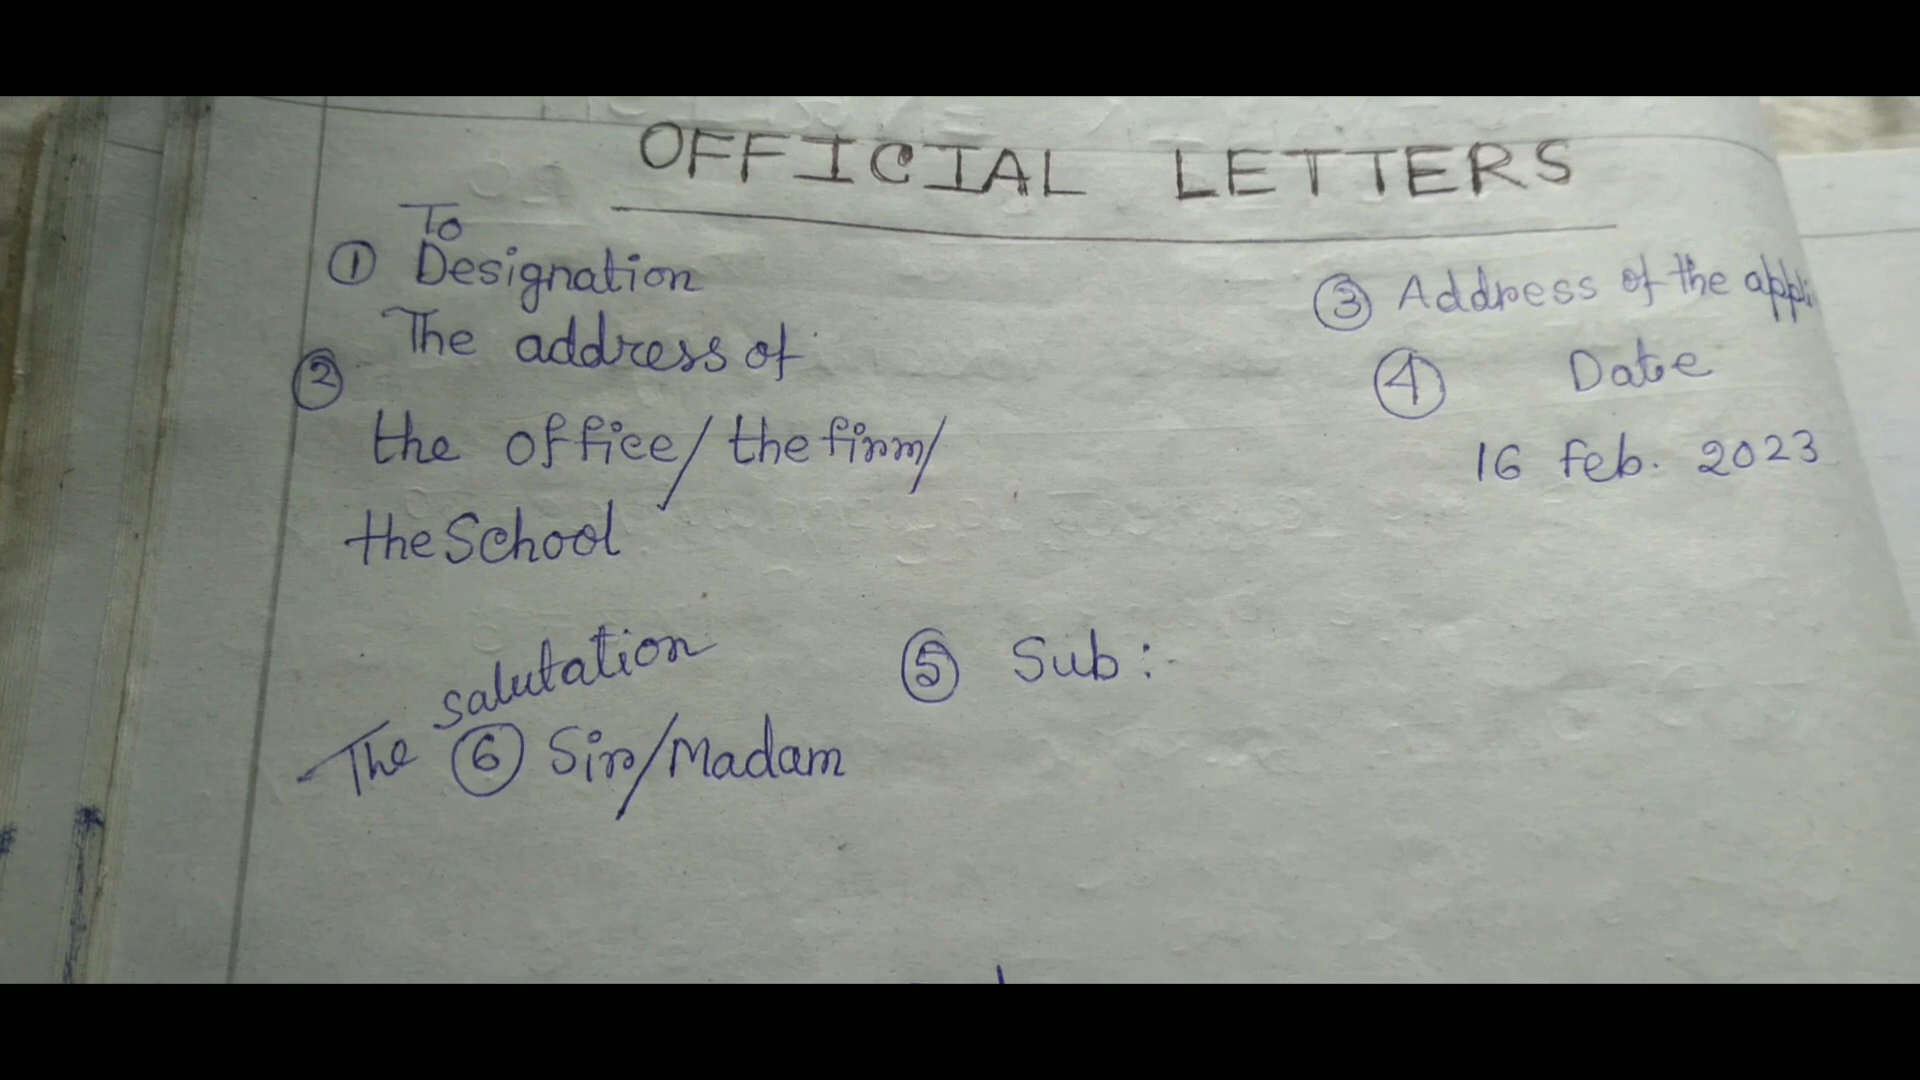 OFFICIAL LETTERS
To
① Designation
② The address of
the office/the firm/
the School
③ Address of the
④ Date
16 Feb. 2023
⑤ Sub:-
The salutation
⑥ Sir/Madam